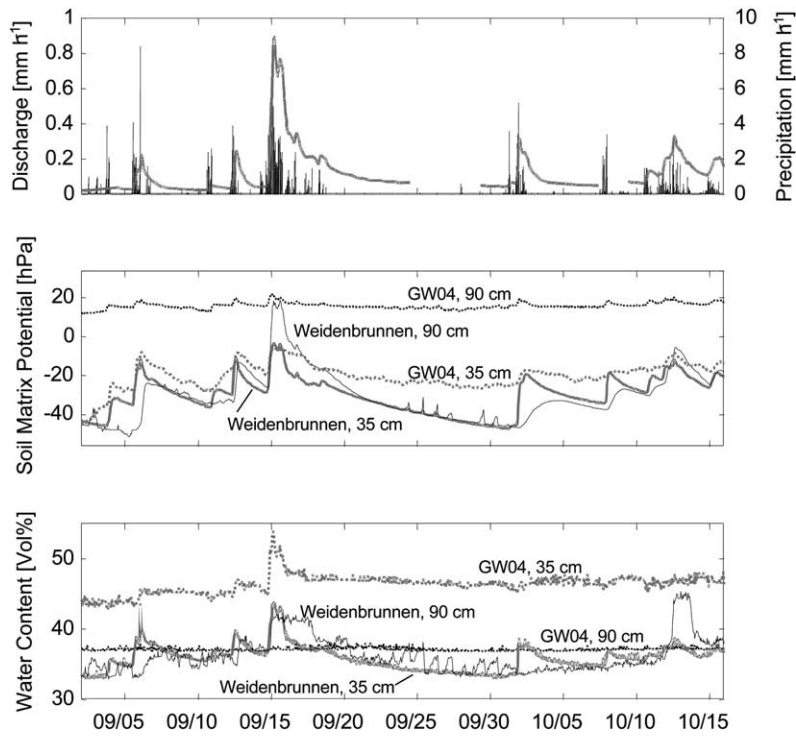 Discharge [mm h¹]
1
0.8
0.6
0.4
0.2
0
Precipitation [mm h¹]
10
8
6
4
2
0
Soil Matrix Potential [hPa]
20
0
-20
-40
GW04, 90 cm
Weidenbrunnen, 90 cm
GW04, 35 cm
Weidenbrunnen, 35 cm
Water Content [Vol%]
50
40
30
GW04, 35 cm
Weidenbrunnen, 90 cm
GW04, 90 cm
Weidenbrunnen, 35 cm
09/05 09/10 09/15 09/20 09/25 09/30 10/05 10/10 10/15